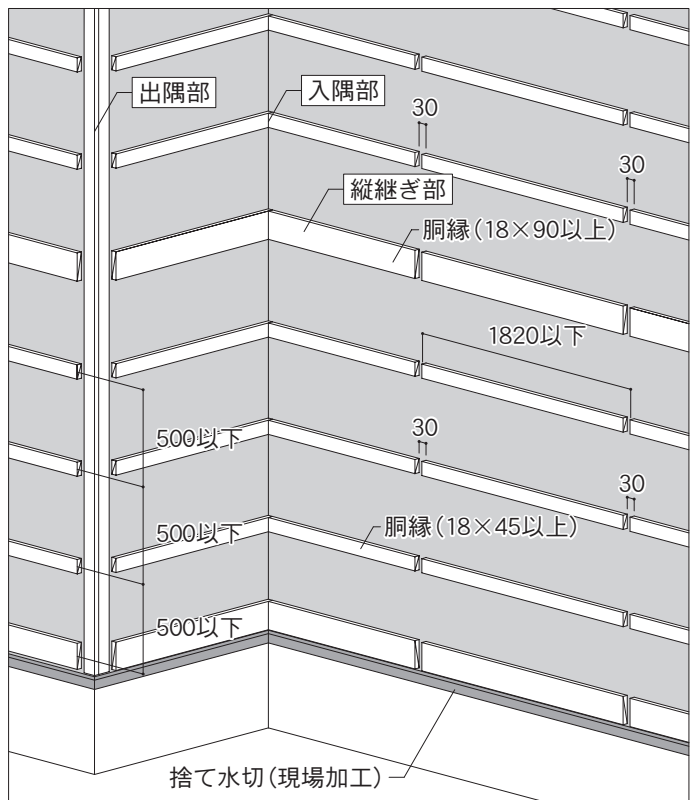 出隅部
入隅部
30
30
縦継ぎ部
胴縁（18×90以上）
1820以下
500以下
30
30
500以下
胴縁（18×45以上）
500以下
捨て水切（現場加工）